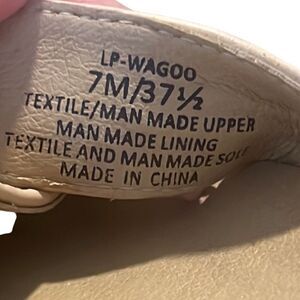 LP-WAGOO
7M/37½
TEXTILE/MAN MADE UPPER
MAN MADE LINING
TEXTILE AND MAN MADE SOLE
MADE IN CHINA